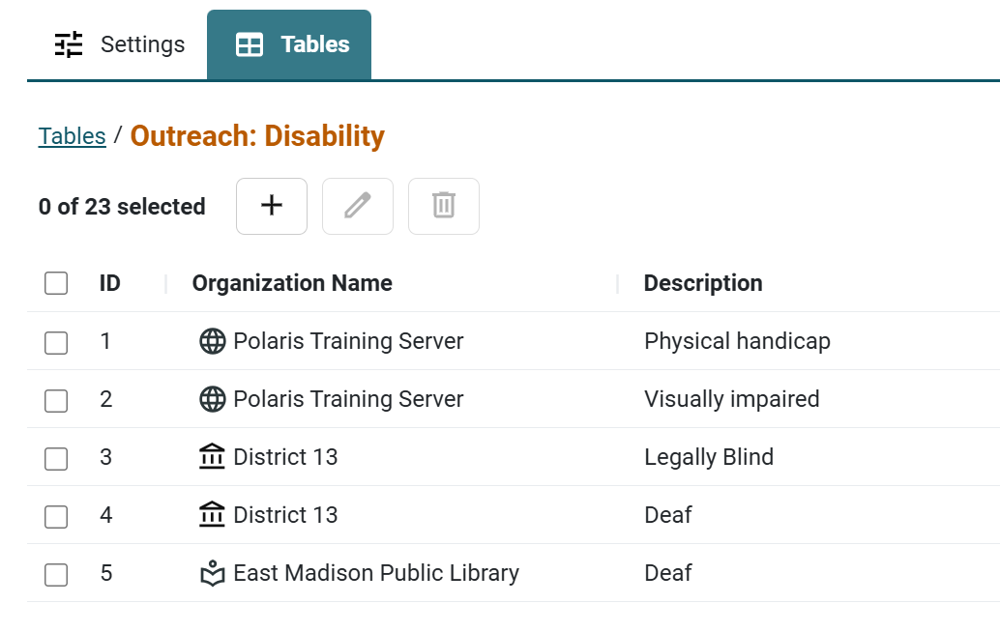 Settings Tables
Tables / Outreach: Disability
0 of 23 selected
ID Organization Name Description
1 Polaris Training Server Physical handicap
2 Polaris Training Server Visually impaired
3 District 13 Legally Blind
4 District 13 Deaf
5 East Madison Public Library Deaf